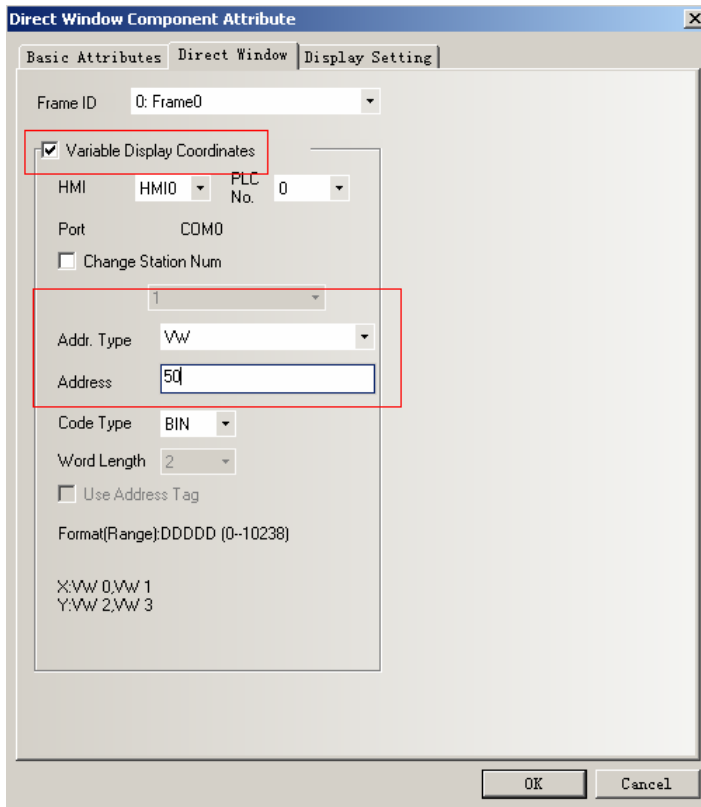 Direct Window Component Attribute
Basic Attributes Direct Window Display Setting
Frame ID 0: Frame0
Variable Display Coordinates
HMI HMI0 PLC No. 0
Port COM0
Change Station Num
1
Addr. Type VW
Address 50
Code Type BIN
Word Length 2
Use Address Tag
Format(Range):DDDDD (0--10238)
X:VW 0,VW 1
Y:VW 2,VW 3
OK Cancel